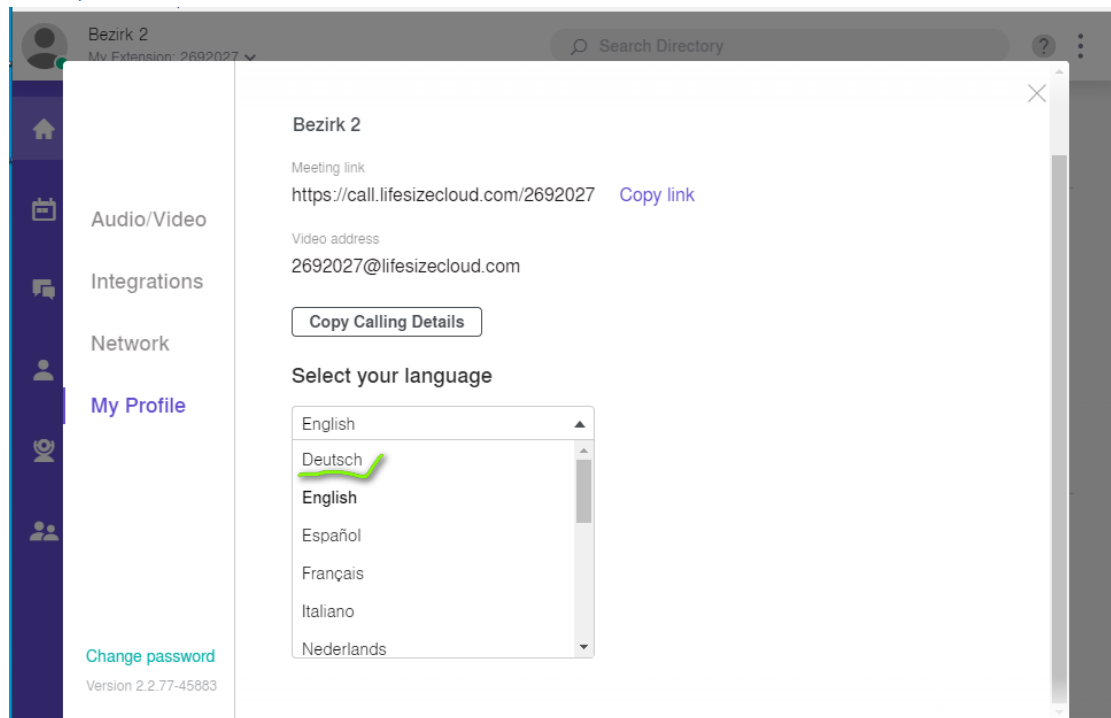 Bezirk 2
My Extension: 2692027
Search Directory
?
Bezirk 2
Meeting link
https://call.lifesizecloud.com/2692027 Copy link
Video address
2692027@lifesizecloud.com
Copy Calling Details
Select your language
English
Deutsch
English
Español
Français
Italiano
Nederlands
Audio/Video
Integrations
Network
My Profile
Change password
Version 2.2.77-45883